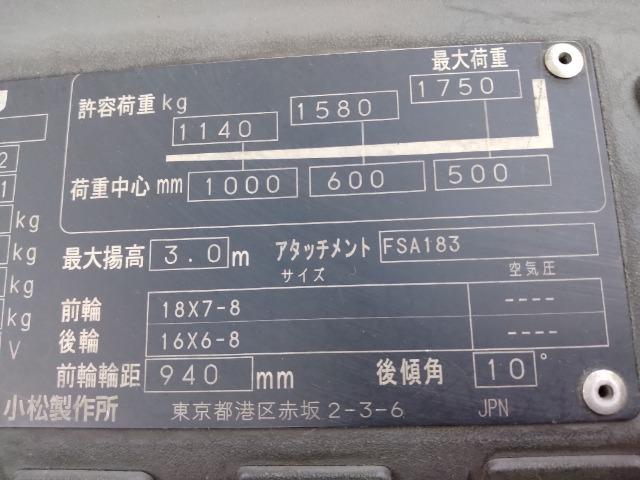 最大荷重
許容荷重 kg 1140 1580 1750
荷重中心 mm 1000 600 500
2
1
kg
kg
kg
kg
V
最大揚高 3.0 m アタッチメント FSA183
サイズ 空気圧
前輪 18X7-8 ----
後輪 16X6-8 ----
前輪輪距 940 mm 後傾角 10°
小松製作所 東京都港区赤坂2-3-6 JPN